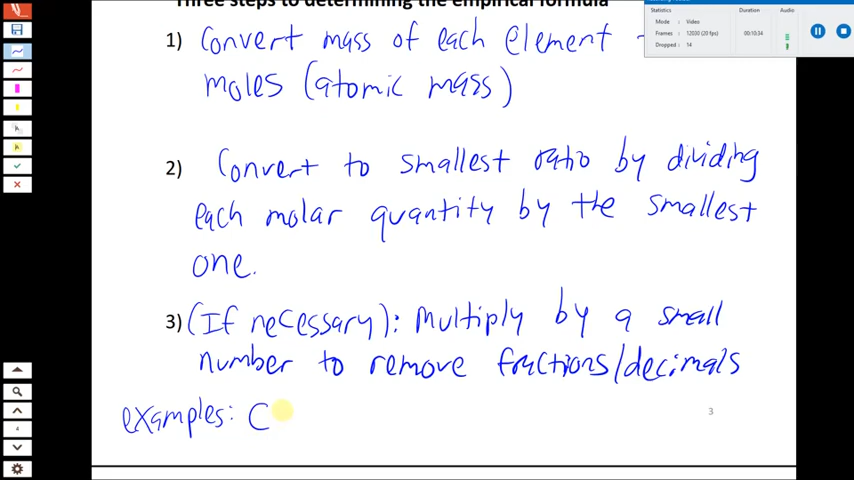 Three steps to determining the empirical formula
1) Convert mass of each element
moles (atomic mass)
2) Convert to smallest ratio by dividing
each molar quantity by the smallest
one.
3) (If necessary): Multiply by a small
number to remove fractions/decimals
examples: C
3
Statistics
Mode : Video
Frames : 12030 (20 fps)
Dropped : 14
Duration
00:10:34
Audio